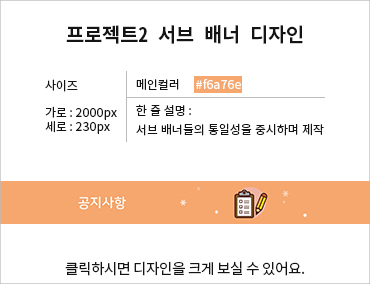 프로젝트2 서브 배너 디자인
사이즈
가로 : 2000px
세로 : 230px
메인컬러 #f6a76e
한 줄 설명 :
서브 배너들의 통일성을 중시하며 제작
공지사항
클릭하시면 디자인을 크게 보실 수 있어요.